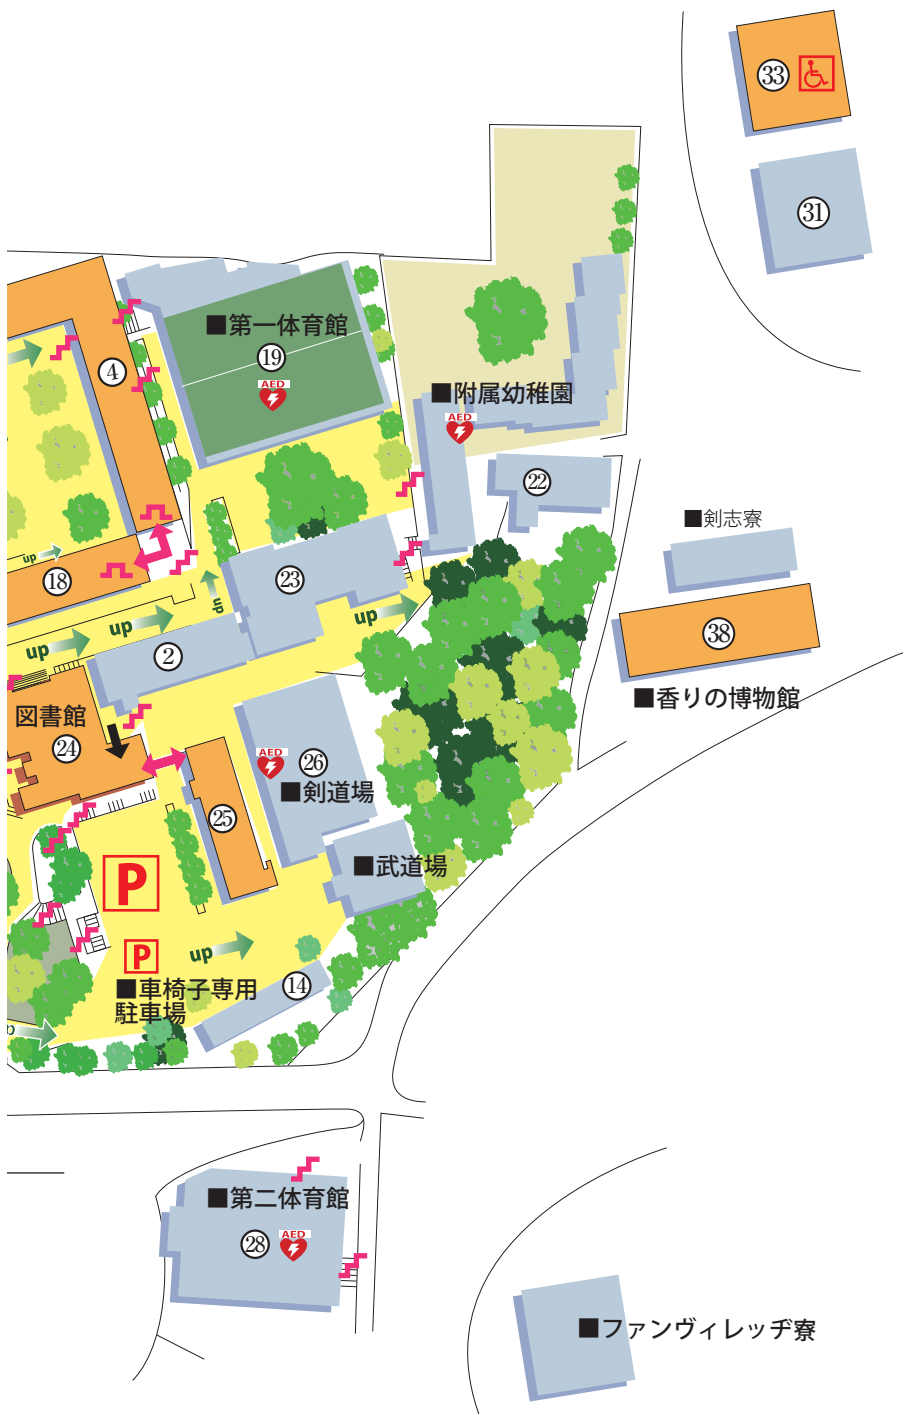 33
31
■第一体育館
19
AED
4
■附属幼稚園
AED
22
■剣志寮
up
18
23
up
38
up
up
up
2
■香りの博物館
図書館
24
AED
26
■剣道場
25
■武道場
P
up
P
■車椅子専用
駐車場
14
up
■第二体育館
28
AED
■ファンヴィレッヂ寮